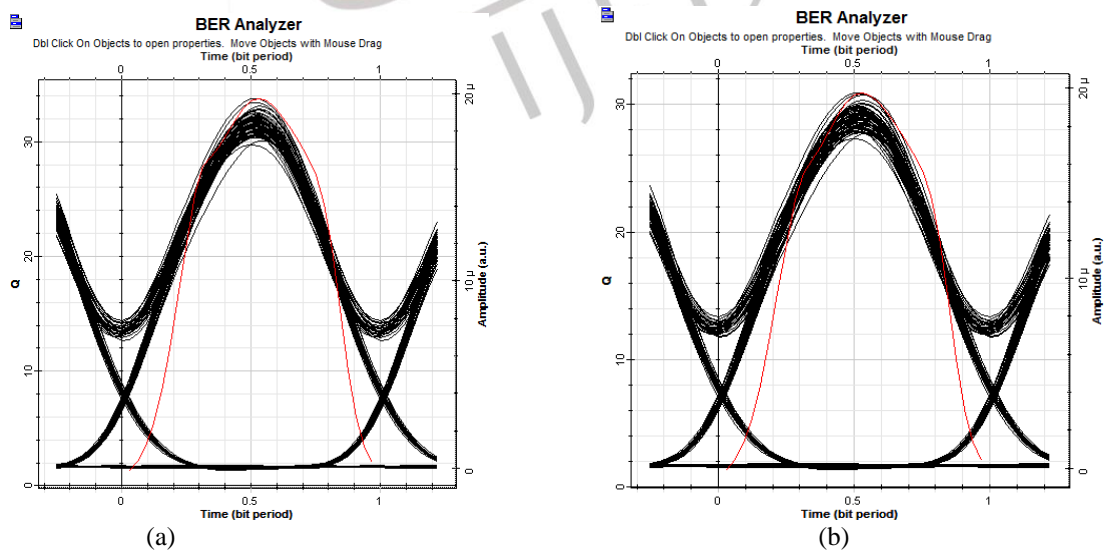 BER Analyzer
Dbl Click On Objects to open properties. Move Objects with Mouse Drag
Time (bit period)
0 0.5 1
Q
30
20
10
0
20 µ
10 µ
0
Amplitude (a.u.)
0 0.5 1
Time (bit period)
(a)
BER Analyzer
Dbl Click On Objects to open properties. Move Objects with Mouse Drag
Time (bit period)
0 0.5 1
Q
30
20
10
0
20 µ
10 µ
0
Amplitude (a.u.)
0 0.5 1
Time (bit period)
(b)